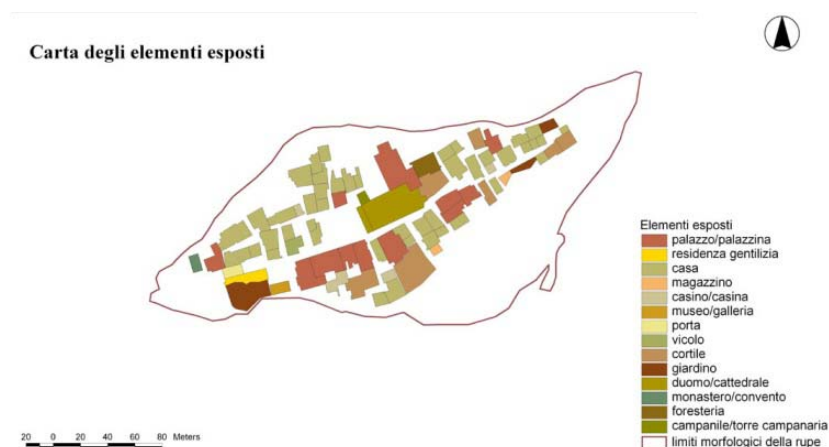 Carta degli elementi esposti
Elementi esposti
palazzo/palazzina
residenza gentilizia
casa
magazzino
casino/casina
museo/galleria
porta
vicolo
cortile
giardino
duomo/cattedrale
monastero/convento
foresteria
campanile/torre campanaria
limiti morfologici della rupe
20 0 20 40 60 80 Meters